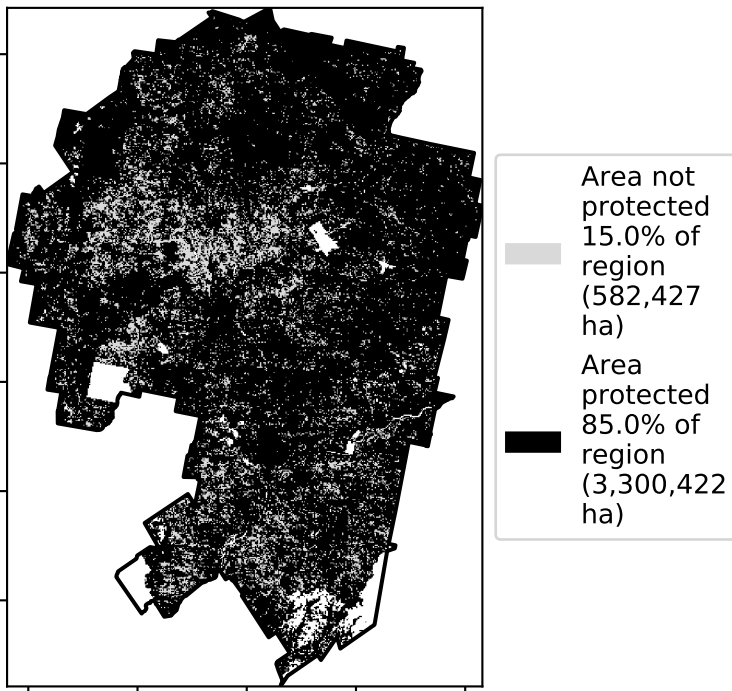 Area not
protected
15.0% of
region
(582,427
ha)
Area
protected
85.0% of
region
(3,300,422
ha)